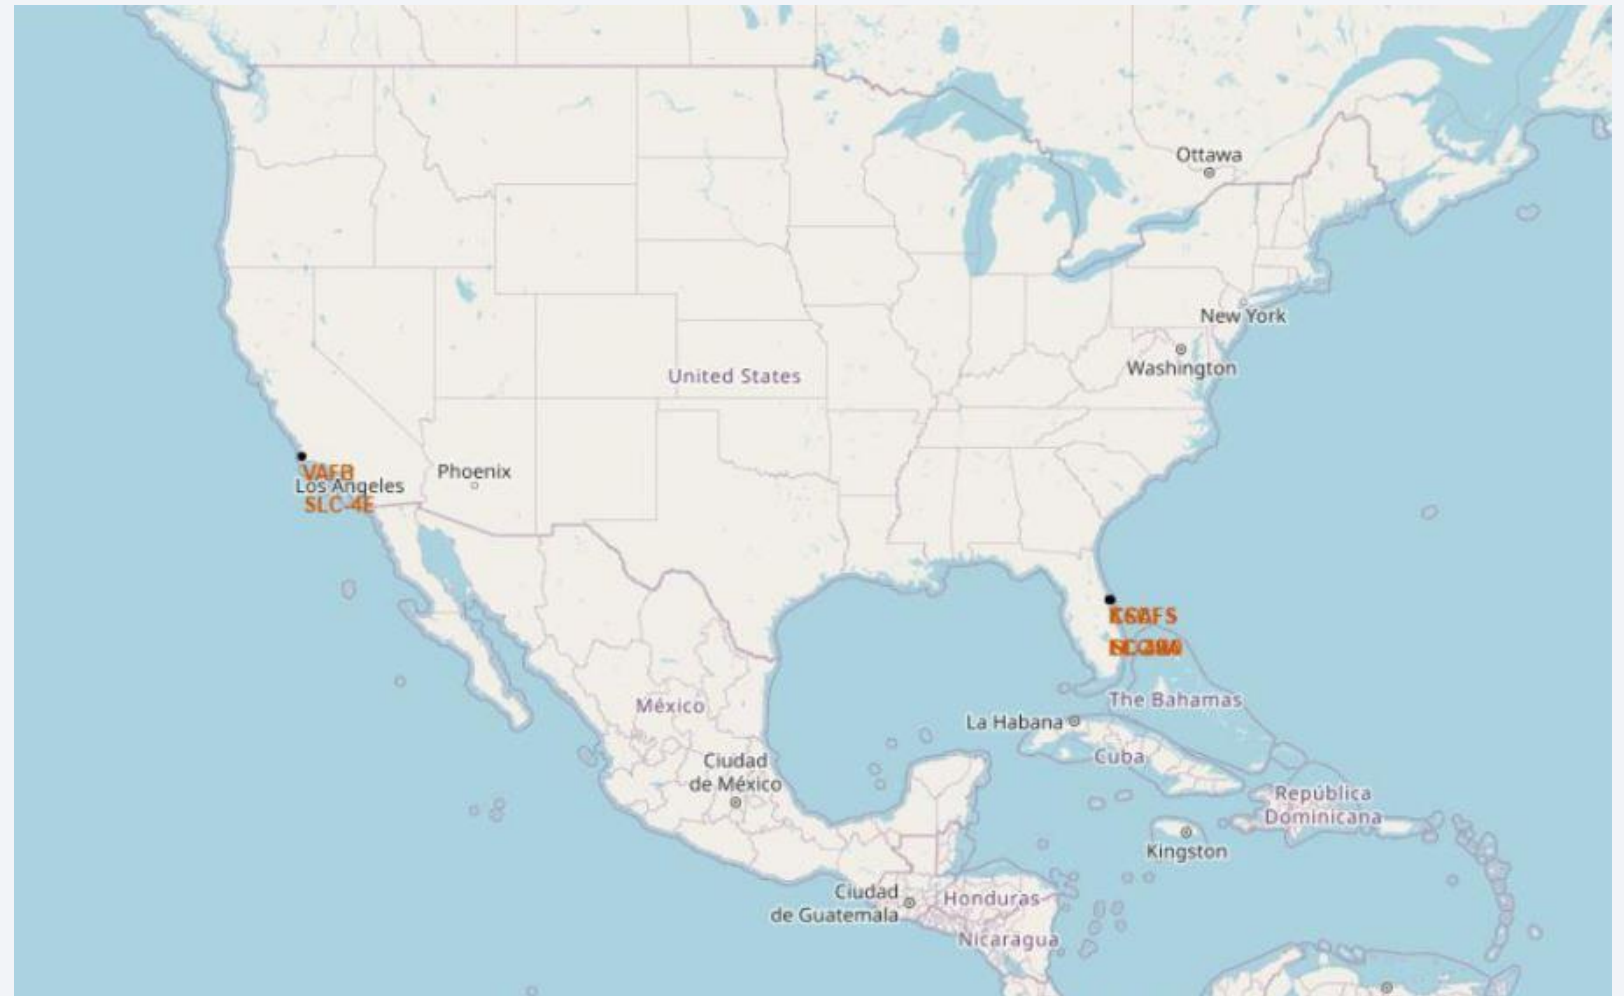 Ottawa
New York
Washington
United States
VAFB
Los Angeles
SLC-4E
Phoenix
The Bahamas
México
La Habana
Cuba
Ciudad
de México
República
Dominicana
Kingston
Ciudad
de Guatemala
Honduras
Nicaragua